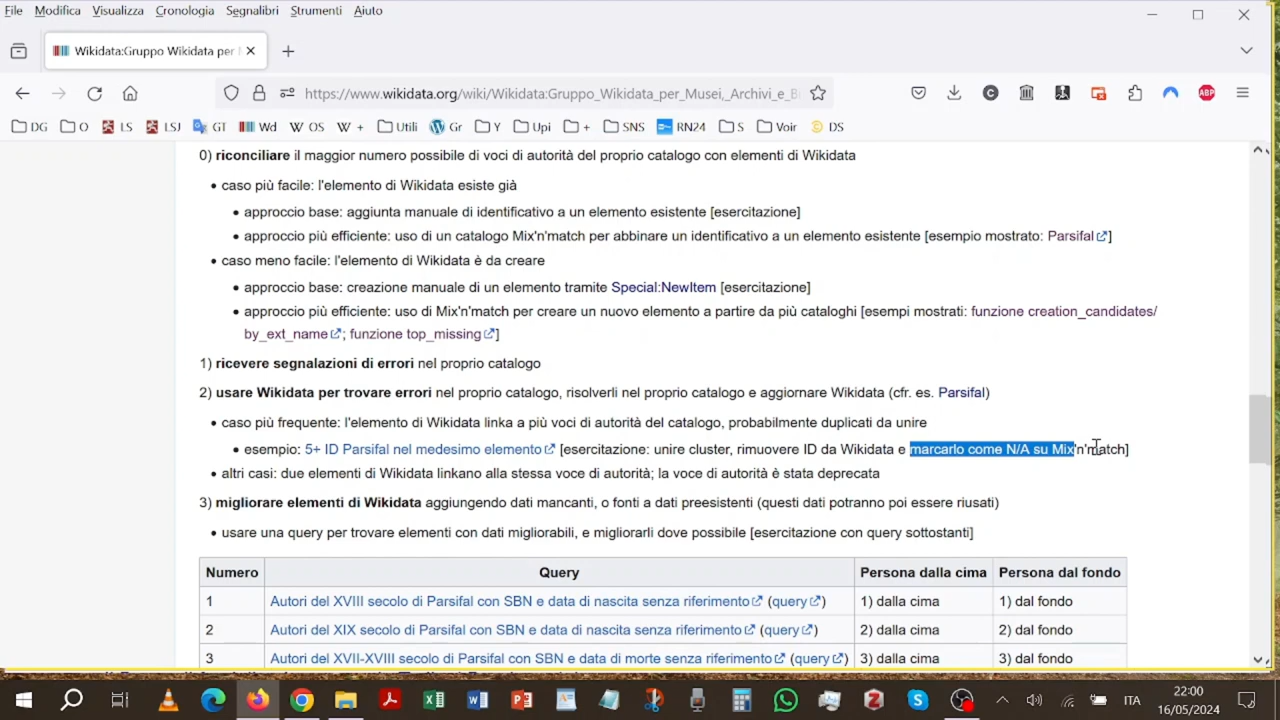 File Modifica Visualizza Cronologia Segnalibri Strumenti Aiuto
Wikidata:Gruppo Wikidata per
https://www.wikidata.org/wiki/Wikidata:Gruppo_Wikidata_per_Musei,_Archivi_e_B
DG O LS LSJ GT Wd OS + Utili Gr Y Upi + SNS RN24 S Voir DS
0) riconciliare il maggior numero possibile di voci di autorità del proprio catalogo con elementi di Wikidata
• caso più facile: l'elemento di Wikidata esiste già
• approccio base: aggiunta manuale di identificativo a un elemento esistente [esercitazione]
• approccio più efficiente: uso di un catalogo Mix'n'match per abbinare un identificativo a un elemento esistente [esempio mostrato: Parsifal]
• caso meno facile: l'elemento di Wikidata è da creare
• approccio base: creazione manuale di un elemento tramite Special:NewItem [esercitazione]
• approccio più efficiente: uso di Mix'n'match per creare un nuovo elemento a partire da più cataloghi [esempi mostrati: funzione creation_candidates/
by_ext_name; funzione top_missing]
1) ricevere segnalazioni di errori nel proprio catalogo
2) usare Wikidata per trovare errori nel proprio catalogo, risolverli nel proprio catalogo e aggiornare Wikidata (cfr. es. Parsifal)
• caso più frequente: l'elemento di Wikidata linka a più voci di autorità del catalogo, probabilmente duplicati da unire
• esempio: 5+ ID Parsifal nel medesimo elemento [esercitazione: unire cluster, rimuovere ID da Wikidata e marcarlo come N/A su Mix'n'match]
• altri casi: due elementi di Wikidata linkano alla stessa voce di autorità; la voce di autorità è stata deprecata
3) migliorare elementi di Wikidata aggiungendo dati mancanti, o fonti a dati preesistenti (questi dati potranno poi essere riusati)
• usare una query per trovare elementi con dati migliorabili, e migliorarli dove possibile [esercitazione con query sottostanti]
Numero Query Persona dalla cima Persona dal fondo
1 Autori del XVIII secolo di Parsifal con SBN e data di nascita senza riferimento (query) 1) dalla cima 1) dal fondo
2 Autori del XIX secolo di Parsifal con SBN e data di nascita senza riferimento (query) 2) dalla cima 2) dal fondo
3 Autori del XVII-XVIII secolo di Parsifal con SBN e data di morte senza riferimento (query) 3) dalla cima 3) dal fondo
ITA
22:00
16/05/2024